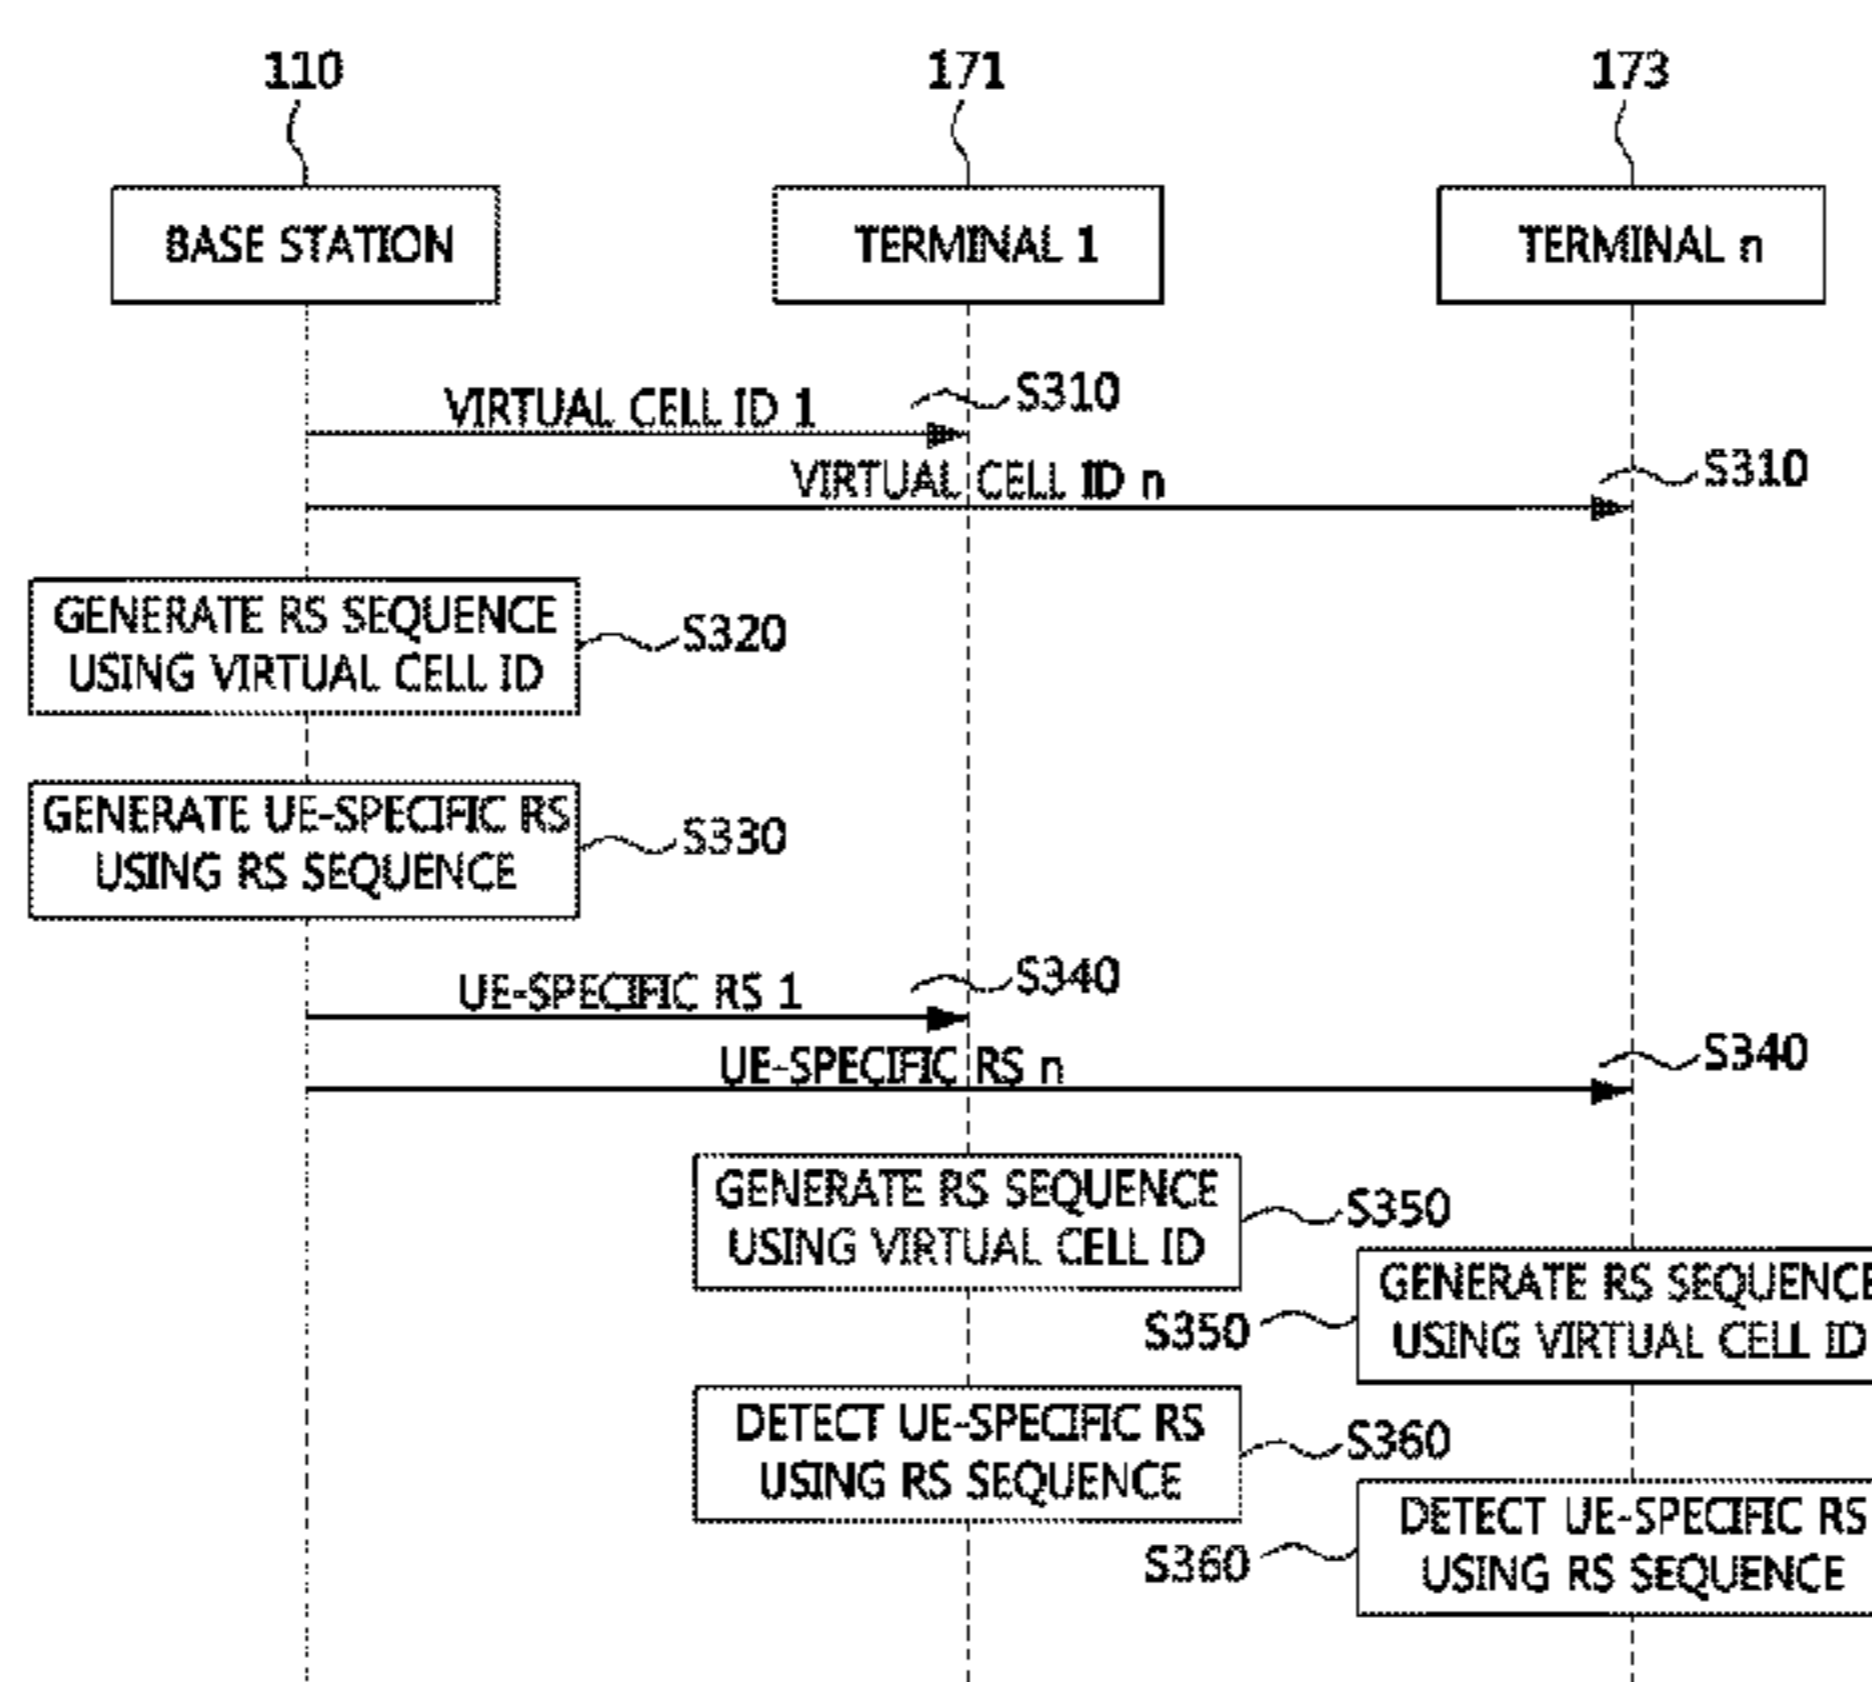 110
171
173
BASE STATION
TERMINAL 1
TERMINAL n
VIRTUAL CELL ID 1
S310
VIRTUAL CELL ID n
S310
GENERATE RS SEQUENCE
USING VIRTUAL CELL ID
S320
GENERATE UE-SPECIFIC RS
USING RS SEQUENCE
S330
UE-SPECIFIC RS 1
S340
UE-SPECIFIC RS n
S340
GENERATE RS SEQUENCE
USING VIRTUAL CELL ID
S350
GENERATE RS SEQUENCE
USING VIRTUAL CELL ID
S350
DETECT UE-SPECIFIC RS
USING RS SEQUENCE
S360
DETECT UE-SPECIFIC RS
USING RS SEQUENCE
S360